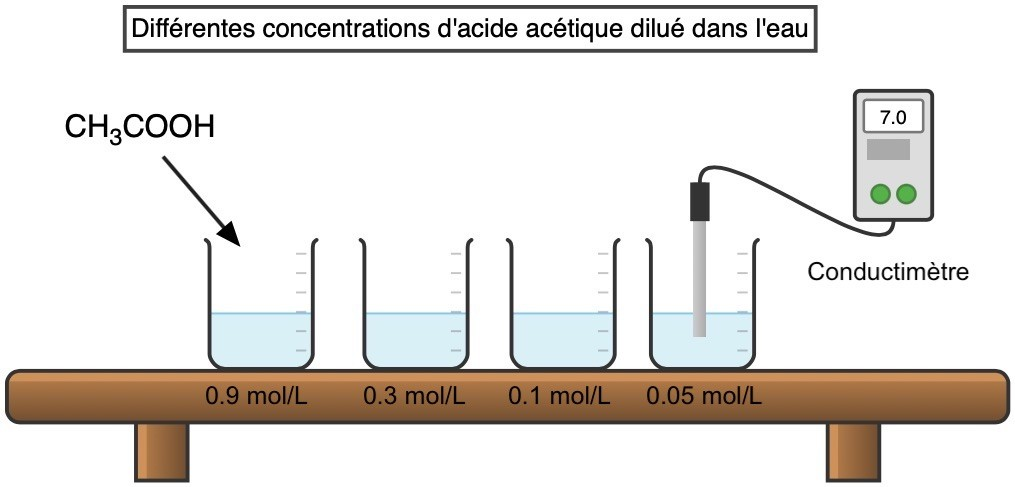 Différentes concentrations d'acide acétique dilué dans l'eau
CH₃COOH
7.0
Conductimètre
0.9 mol/L
0.3 mol/L
0.1 mol/L
0.05 mol/L